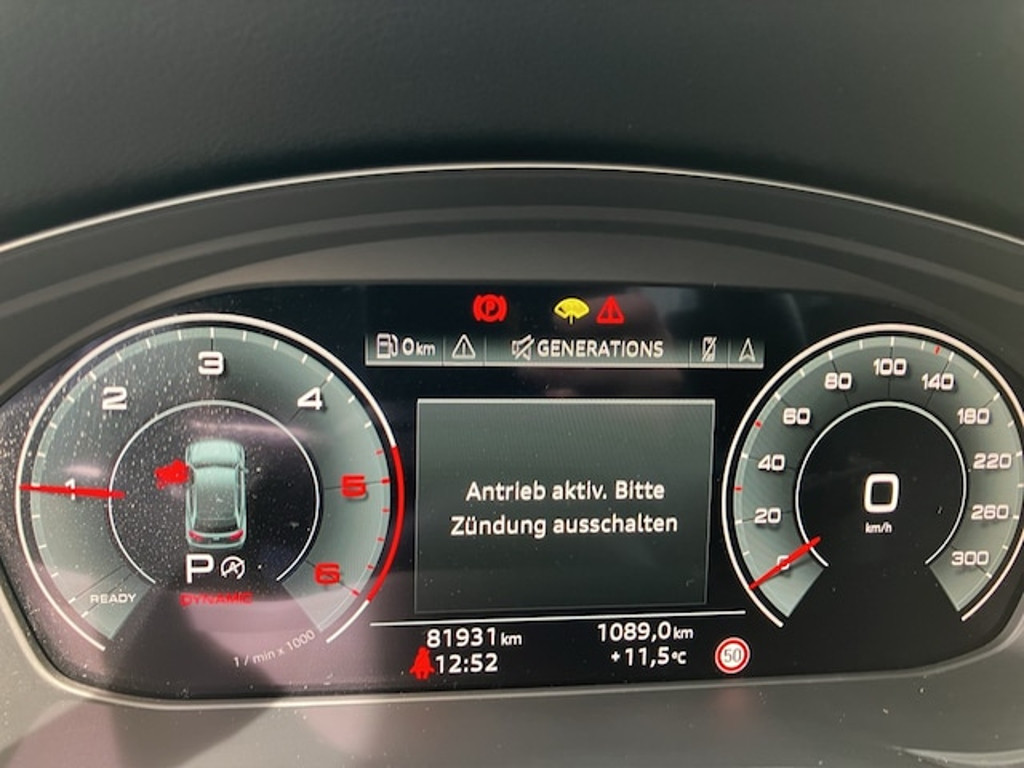 0 km
GENERATIONS
1
2
3
4
5
6
READY
P
DYNAMIC
1 / min x 1000
Antrieb aktiv. Bitte
Zündung ausschalten
81931 km
12:52
1089,0 km
+11,5 °C
50
0
20
40
60
80
100
140
180
220
260
300
0
km/h